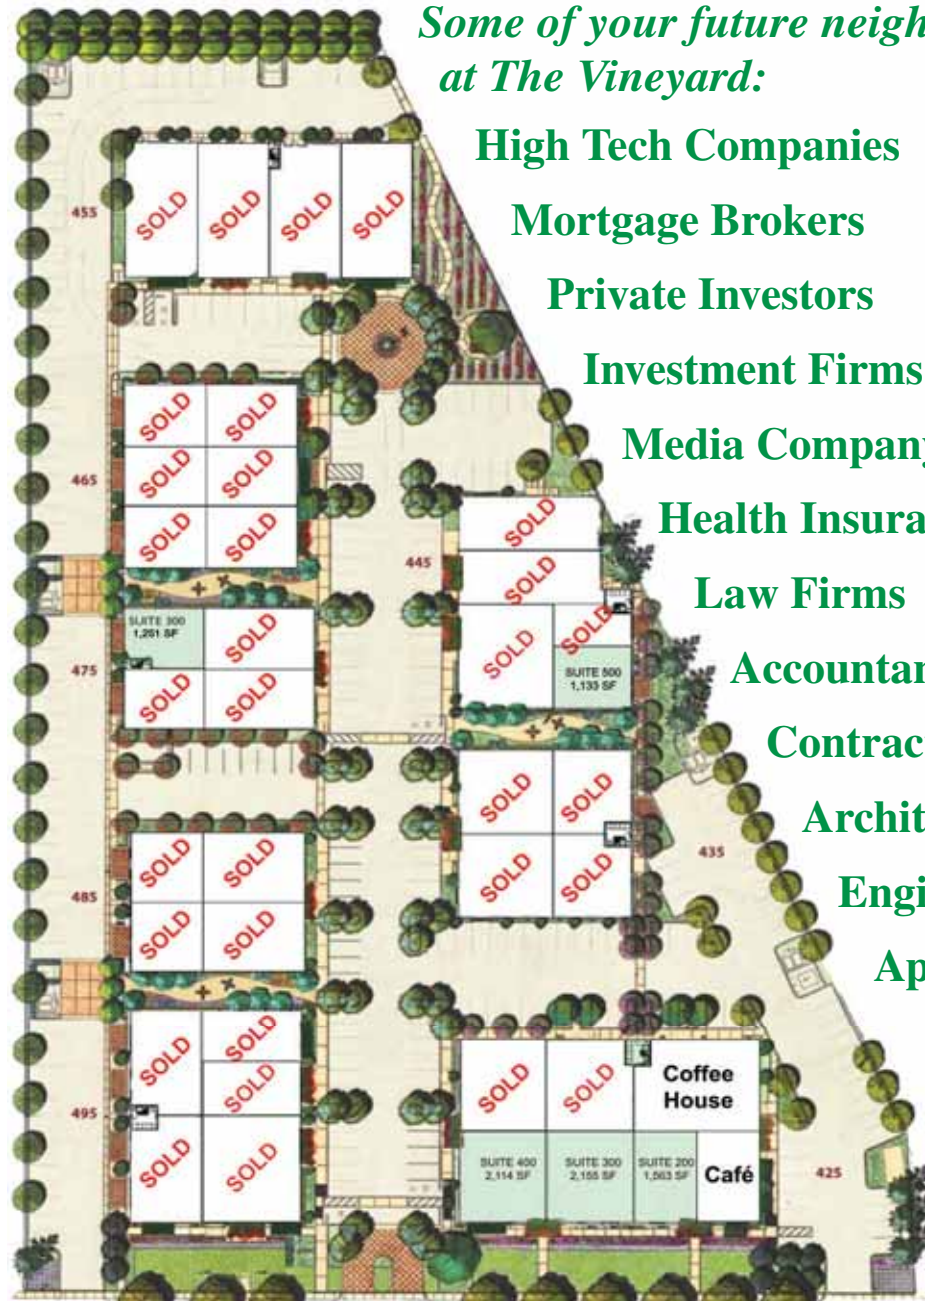 Some of your future neigh
at The Vineyard:
High Tech Companies
Mortgage Brokers
Private Investors
Investment Firms
Media Company
Health Insura
Law Firms
Accountan
Contrac
Archit
Engi
Ap
455
SOLD SOLD SOLD SOLD
465
SOLD SOLD
SOLD SOLD
SOLD SOLD
475
SUITE 300
1,251 SF
SOLD
SOLD SOLD
485
SOLD SOLD
SOLD SOLD
495
SOLD SOLD
SOLD
SOLD SOLD
445
SOLD
SOLD
SOLD SOLD
SUITE 500
1,133 SF
435
SOLD SOLD
SOLD SOLD
425
SOLD SOLD
Coffee
House
SUITE 400
2,114 SF
SUITE 300
2,155 SF
SUITE 200
1,563 SF
Café